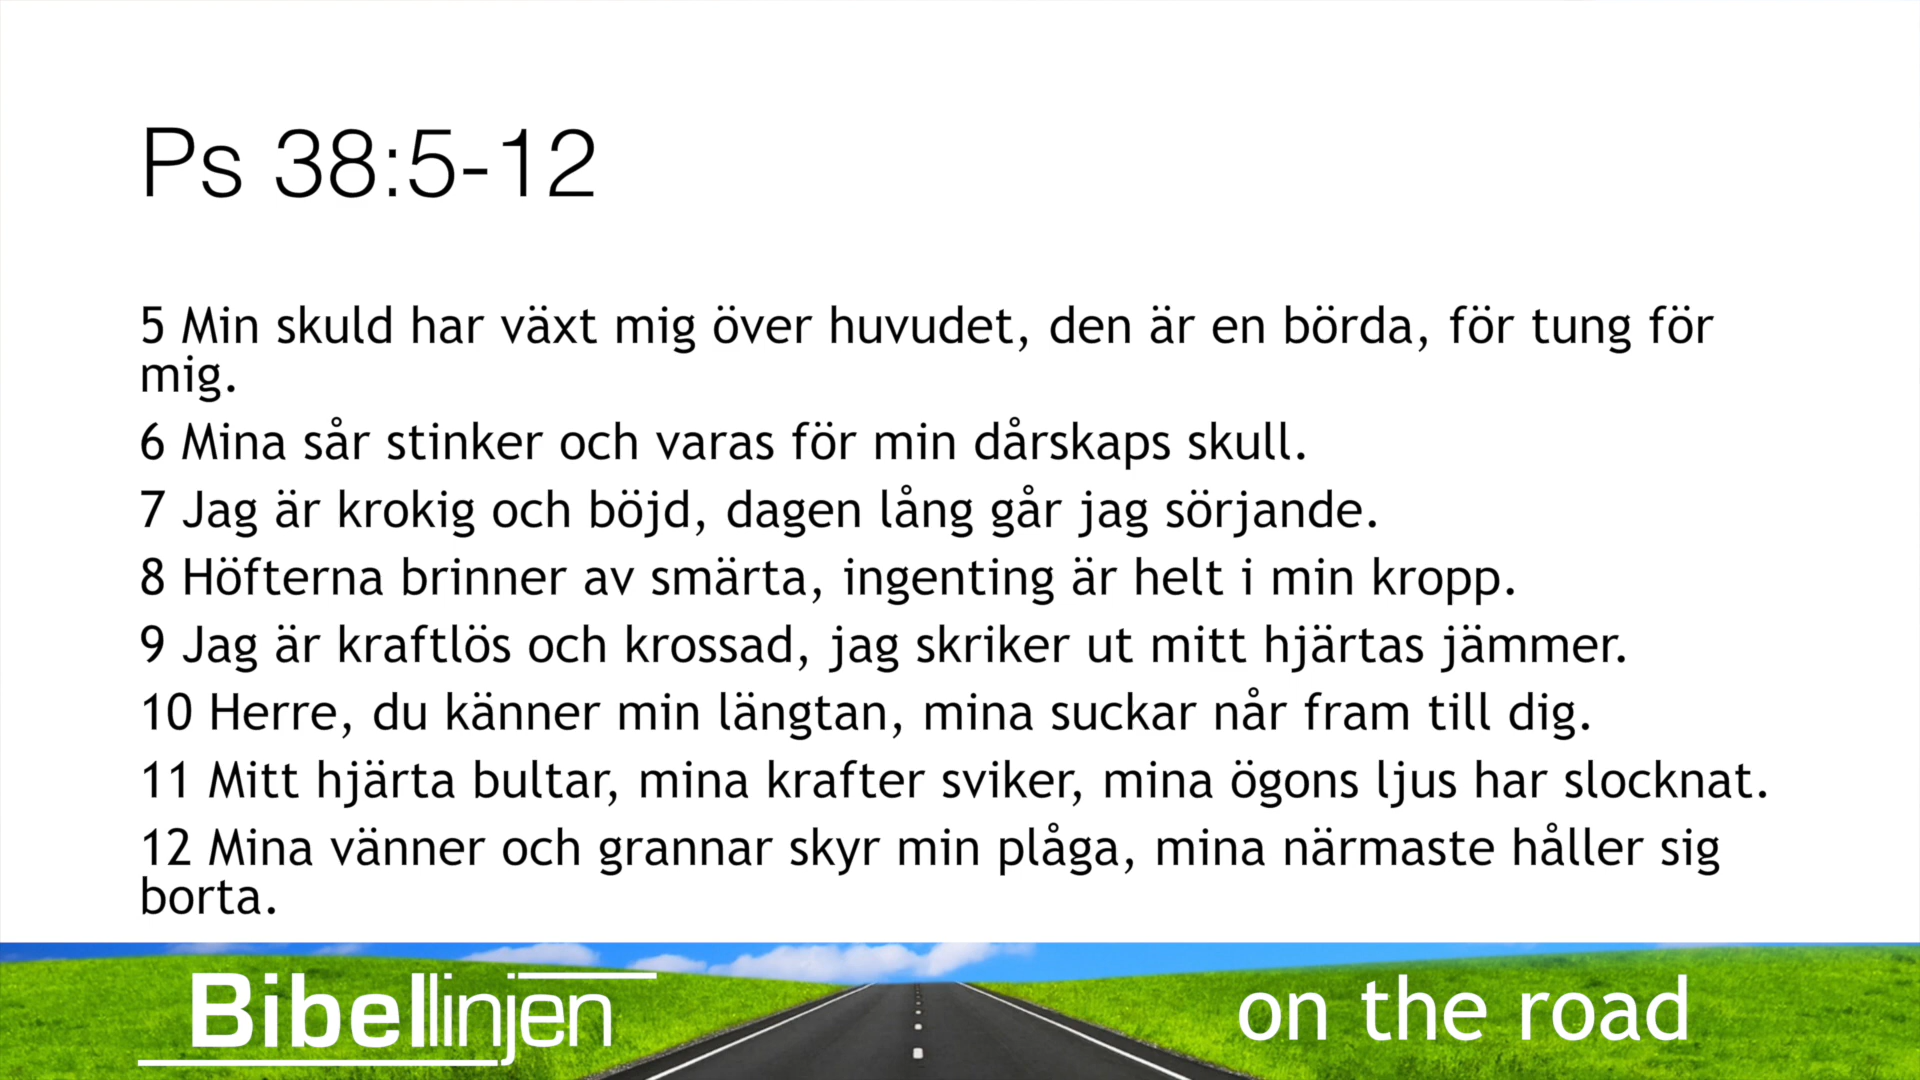 Ps 38:5-12
5 Min skuld har växt mig över huvudet, den är en börda, för tung för
mig.
6 Mina sår stinker och varas för min dårskaps skull.
7 Jag är krokig och böjd, dagen lång går jag sörjande.
8 Höfterna brinner av smärta, ingenting är helt i min kropp.
9 Jag är kraftlös och krossad, jag skriker ut mitt hjärtas jämmer.
10 Herre, du känner min längtan, mina suckar når fram till dig.
11 Mitt hjärta bultar, mina krafter sviker, mina ögons ljus har slocknat.
12 Mina vänner och grannar skyr min plåga, mina närmaste håller sig
borta.
Bibellinjen
on the road